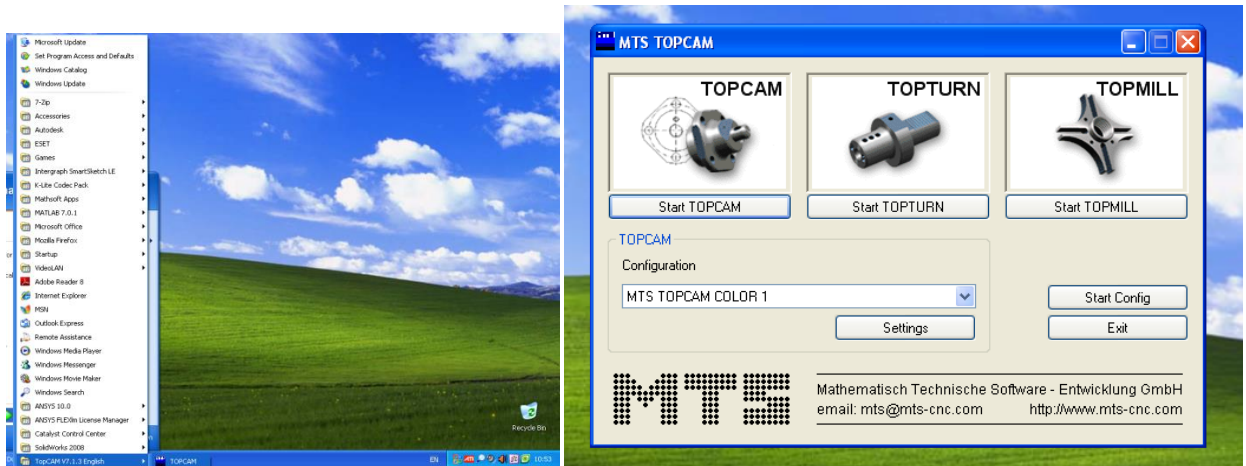 Microsoft Update
Set Program Access and Defaults
Windows Catalog
Windows Update
7-Zip
Accessories
Autodesk
ESET
Games
Intergraph SmartSketch LE
K-Lite Codec Pack
Mathsoft Apps
MATLAB 7.0.1
Microsoft Office
Mozilla Firefox
Startup
VideoLAN
Adobe Reader 8
Internet Explorer
MSN
Outlook Express
Remote Assistance
Windows Media Player
Windows Messenger
Windows Movie Maker
Windows Search
ANSYS 10.0
ANSYS FLEXlm License Manager
Catalyst Control Center
SolidWorks 2008
TopCAM V7.1.3 English
TOPCAM
Recycle Bin
EN
10:53
MTS TOPCAM
TOPCAM
TOPTURN
TOPMILL
Start TOPCAM
Start TOPTURN
Start TOPMILL
TOPCAM
Configuration
MTS TOPCAM COLOR 1
Start Config
Settings
Exit
MTS
Mathematisch Technische Software - Entwicklung GmbH
email: mts@mts-cnc.com http://www.mts-cnc.com